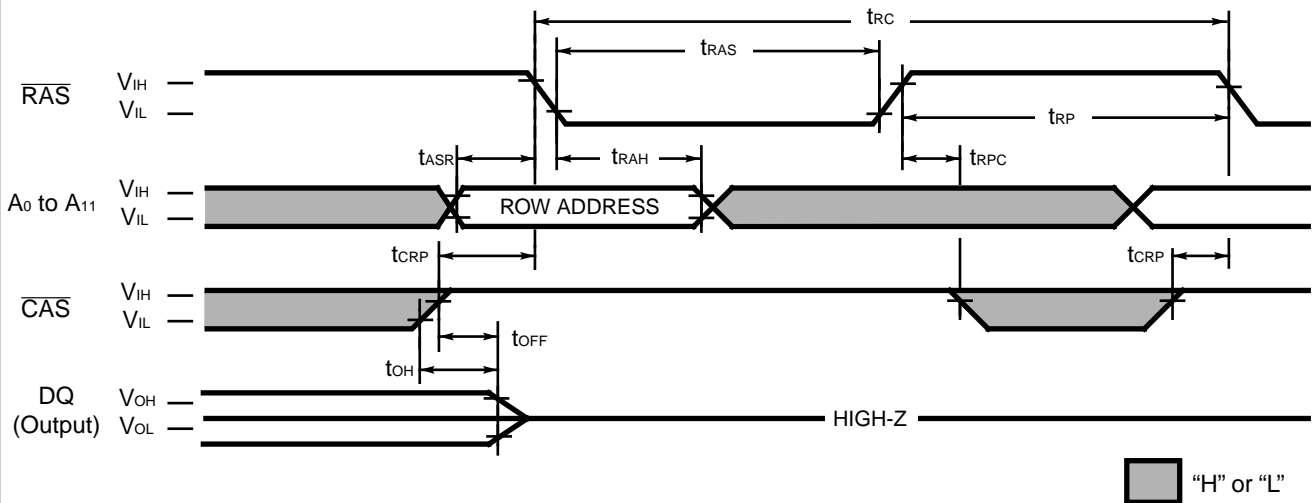 tRC
tRAS
RAS
VIH
VIL
tRP
tASR
tRAH
tRPC
A0 to A11
VIH
VIL
ROW ADDRESS
tCRP
tCRP
CAS
VIH
VIL
tOFF
tOH
DQ
(Output)
VOH
VOL
HIGH-Z
“H” or “L”